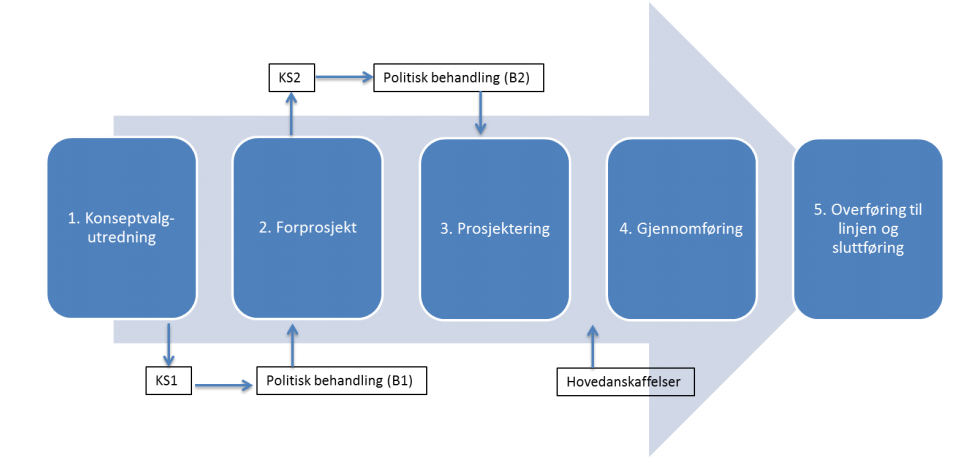 KS2
Politisk behandling (B2)
1. Konseptvalg-
utredning
2. Forprosjekt
3. Prosjektering
4. Gjennomføring
5. Overføring til
linjen og
sluttføring
KS1
Politisk behandling (B1)
Hovedanskaffelser